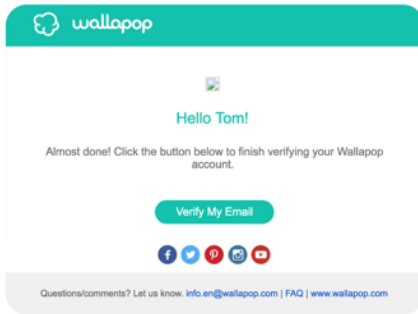 wallapop
Hello Tom!
Almost done! Click the button below to finish verifying your Wallapop
account.
Verify My Email
Questions/comments? Let us know. info.en@wallapop.com | FAQ | www.wallapop.com